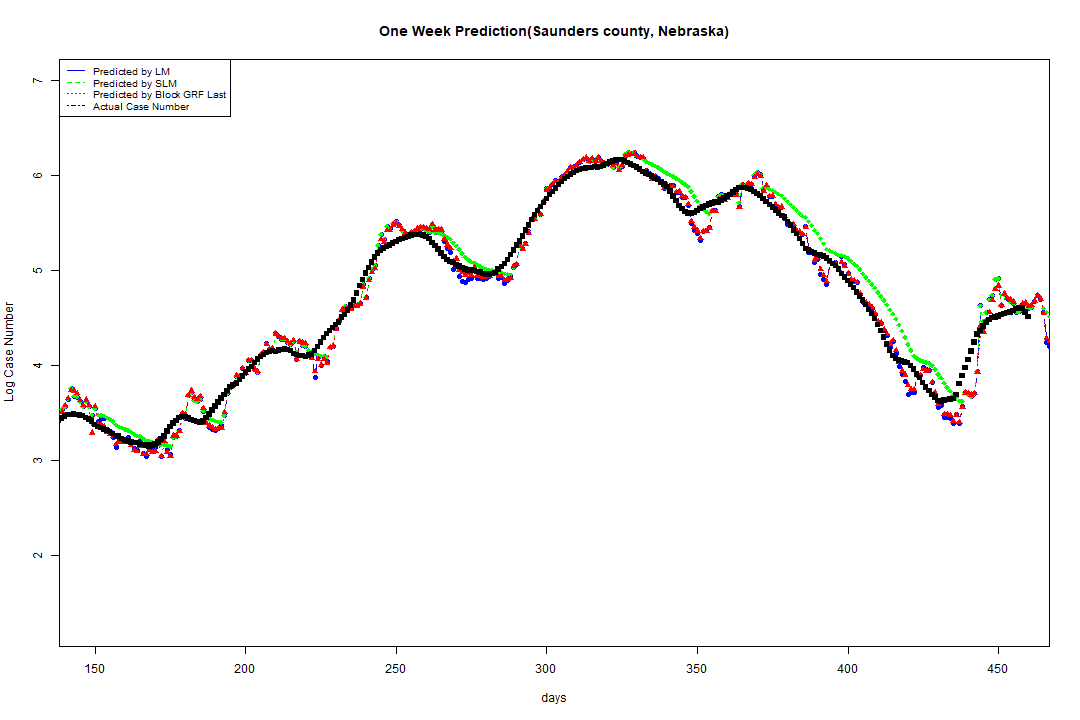 One Week Prediction(Saunders county, Nebraska)
Predicted by LM
Predicted by SLM
Predicted by Block GRF Last
Actual Case Number
7
6
5
4
3
2
Log Case Number
150 200 250 300 350 400 450
days